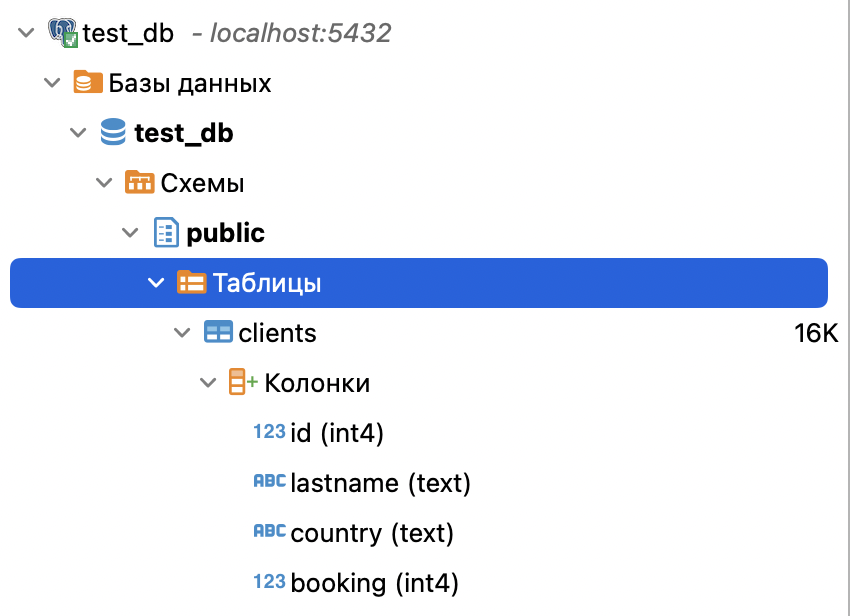 test_db - localhost:5432
Базы данных
test_db
Схемы
public
Таблицы
clients 16K
Колонки
123 id (int4)
ABC lastname (text)
ABC country (text)
123 booking (int4)